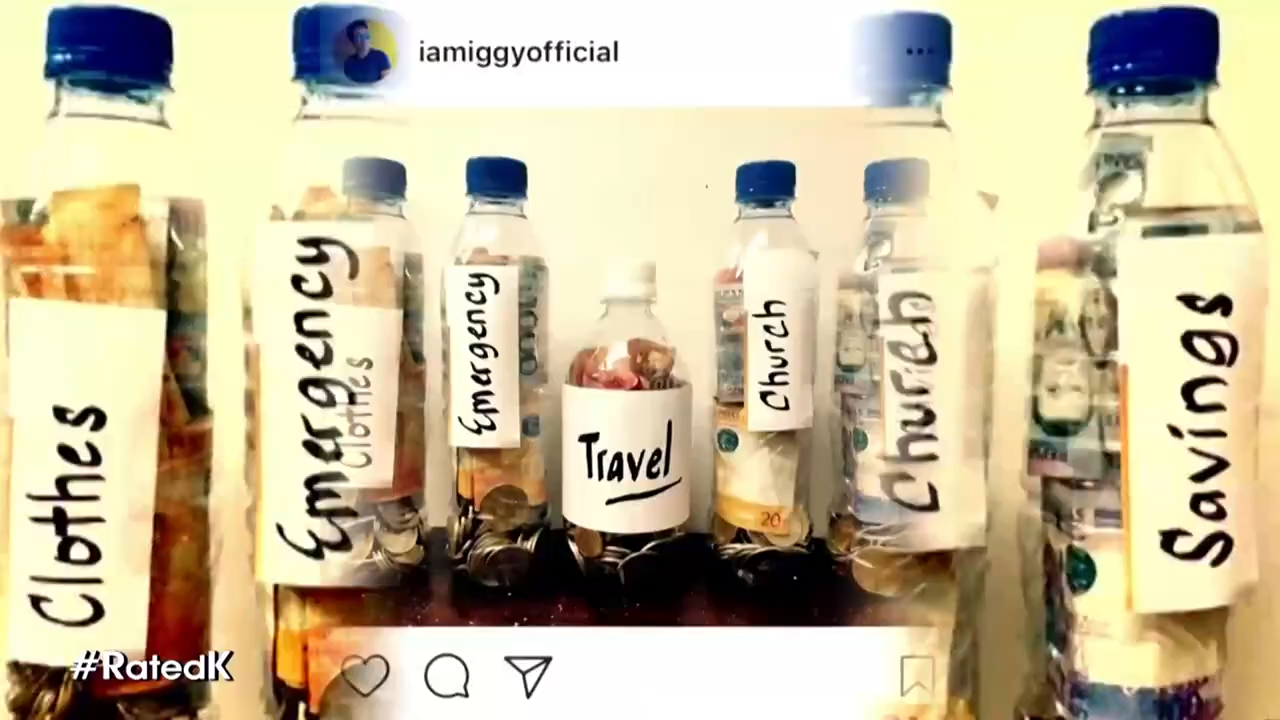 iamiggyofficial
Clothes
Emergency
Clothes
Emergency
Travel
Church
20
Church
Savings
#RatedK